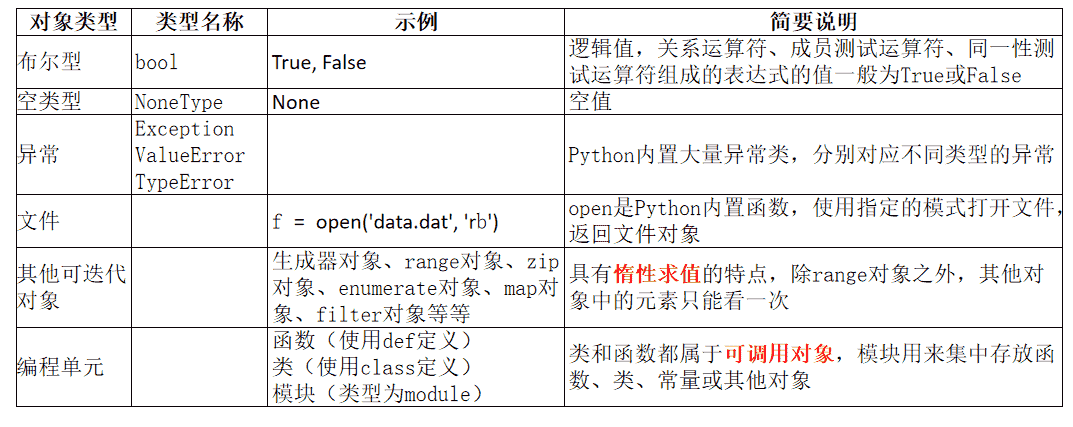 对象类型 类型名称 示例 简要说明
布尔型 bool True, False 逻辑值，关系运算符、成员测试运算符、同一性测
试运算符组成的表达式的值一般为True或False
空类型 NoneType None 空值
异常
Exception
ValueError
TypeError
Python内置大量异常类，分别对应不同类型的异常
文件
f = open('data.dat', 'rb')
open是Python内置函数，使用指定的模式打开文件，
返回文件对象
其他可迭代
对象
生成器对象、range对象、zip
对象、enumerate对象、map对
象、filter对象等等
具有惰性求值的特点，除range对象之外，其他对
象中的元素只能看一次
编程单元
函数（使用def定义）
类（使用class定义）
模块（类型为module）
类和函数都属于可调用对象，模块用来集中存放函
数、类、常量或其他对象